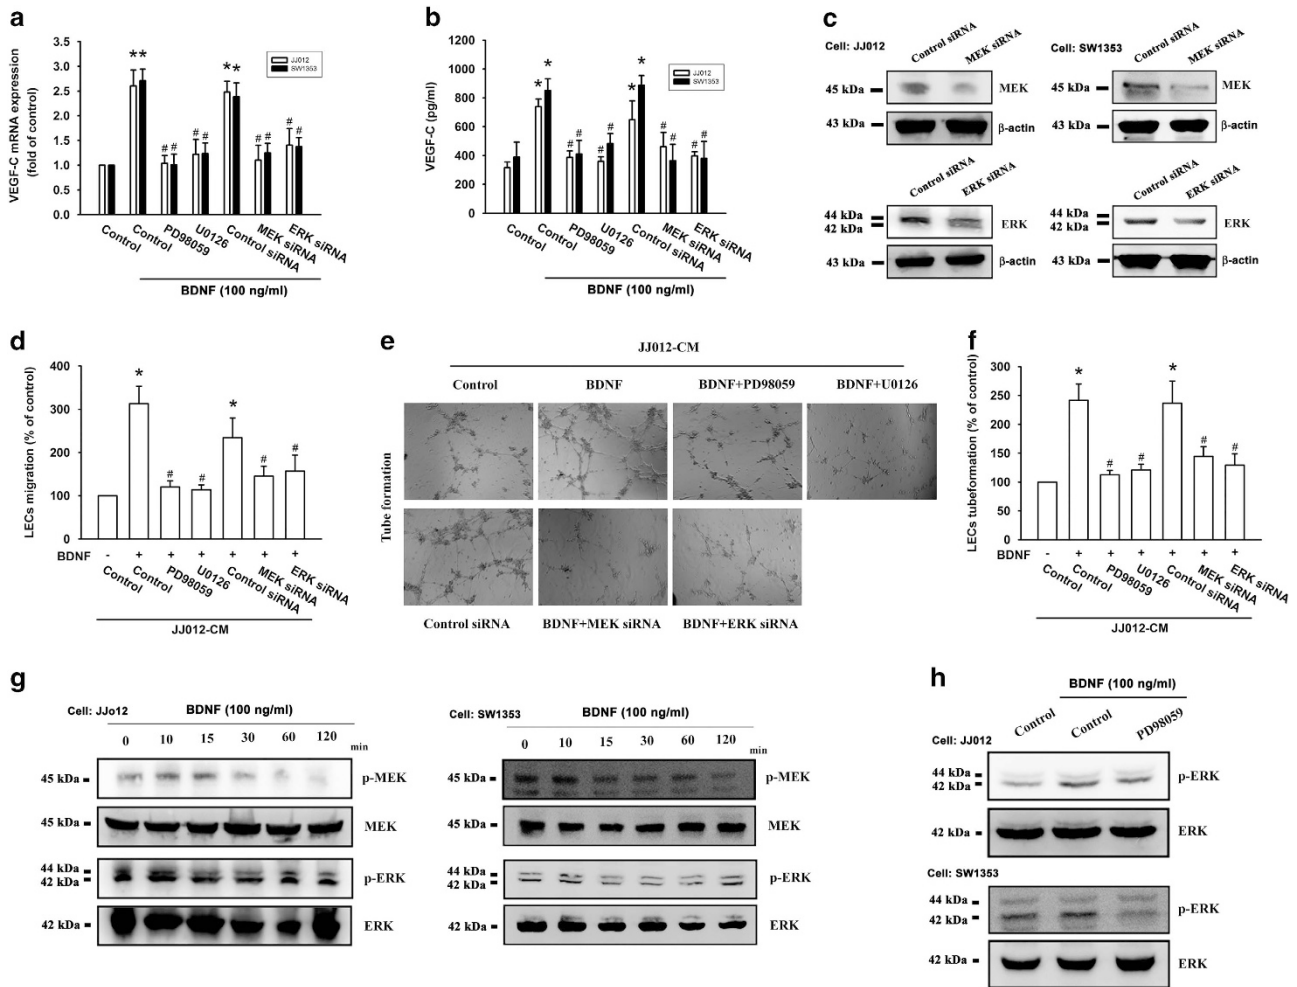 a
VEGF-C mRNA expression
(fold of control)
3.5
3.0
2.5
2.0
1.5
1.0
0.5
0.0
JJ012
SW1353
* * * *
# # # # # # # #
Control
Control
PD98059
U0126
Control siRNA
MEK siRNA
ERK siRNA
BDNF (100 ng/ml)
b
VEGF-C (pg/ml)
1200
1000
800
600
400
200
0
JJ012
SW1353
* * * *
# # # # # # # #
Control
Control
PD98059
U0126
Control siRNA
MEK siRNA
ERK siRNA
BDNF (100 ng/ml)
c
Cell: JJ012
Control siRNA
MEK siRNA
45 kDa
MEK
43 kDa
β-actin
Control siRNA
ERK siRNA
44 kDa
42 kDa
ERK
43 kDa
β-actin
Cell: SW1353
Control siRNA
MEK siRNA
45 kDa
MEK
43 kDa
β-actin
Control siRNA
ERK siRNA
44 kDa
42 kDa
ERK
43 kDa
β-actin
d
LECs migration (% of control)
400
300
200
100
0
* # # * # #
BDNF - + + + + + +
Control
Control
PD98059
U0126
Control siRNA
MEK siRNA
ERK siRNA
JJ012-CM
e
JJ012-CM
Control BDNF BDNF+PD98059 BDNF+U0126
Tube formation
Control siRNA BDNF+MEK siRNA BDNF+ERK siRNA
f
LECs tubeformation (% of control)
300
250
200
150
100
50
0
* # # * # #
BDNF - + + + + + +
Control
Control
PD98059
U0126
Control siRNA
MEK siRNA
ERK siRNA
JJ012-CM
g
Cell: JJo12
BDNF (100 ng/ml)
0 10 15 30 60 120 min
45 kDa
p-MEK
45 kDa
MEK
44 kDa
42 kDa
p-ERK
42 kDa
ERK
Cell: SW1353
BDNF (100 ng/ml)
0 10 15 30 60 120 min
45 kDa
p-MEK
45 kDa
MEK
44 kDa
42 kDa
p-ERK
42 kDa
ERK
h
BDNF (100 ng/ml)
Control
Control
PD98059
Cell: JJ012
44 kDa
42 kDa
p-ERK
42 kDa
ERK
Cell: SW1353
44 kDa
42 kDa
p-ERK
42 kDa
ERK